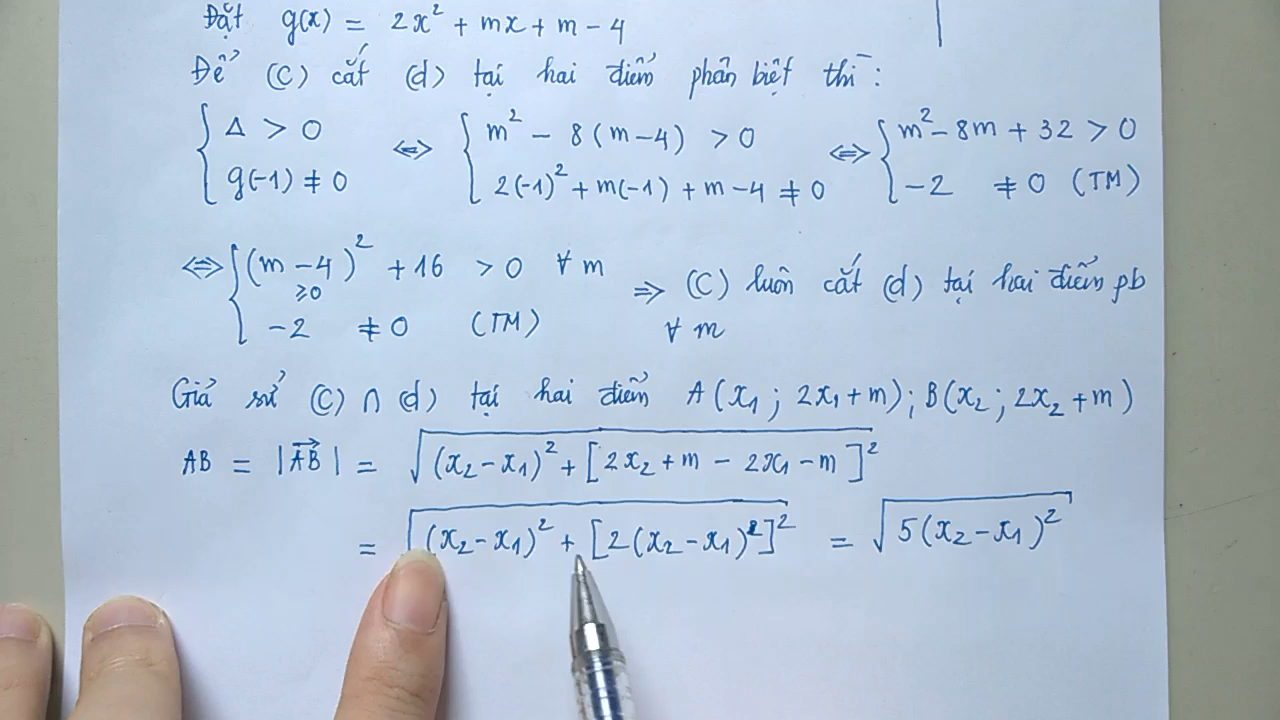 Đặt g(x) = 2x² + mx + m - 4
Để (C) cắt (d) tại hai điểm phân biệt thì:
{ Δ > 0 ⇔ { m² - 8(m-4) > 0 ⇔ { m² - 8m + 32 > 0
g(-1) ≠ 0 2(-1)² + m(-1) + m - 4 ≠ 0 -2 ≠ 0 (TM)
⇔ { (m-4)² + 16 > 0 ∀ m ⇒ (C) luôn cắt (d) tại hai điểm pb
≥0
-2 ≠ 0 (TM) ∀ m
Giả sử (C) ∩ (d) tại hai điểm A(x₁; 2x₁+m); B(x₂; 2x₂+m)
AB = |\overrightarrow{AB}| = √((x₂-x₁)² + [2x₂+m - 2x₁-m]²)
= √((x₂-x₁)² + [2(x₂-x₁)²]²) = √(5(x₂-x₁)²)